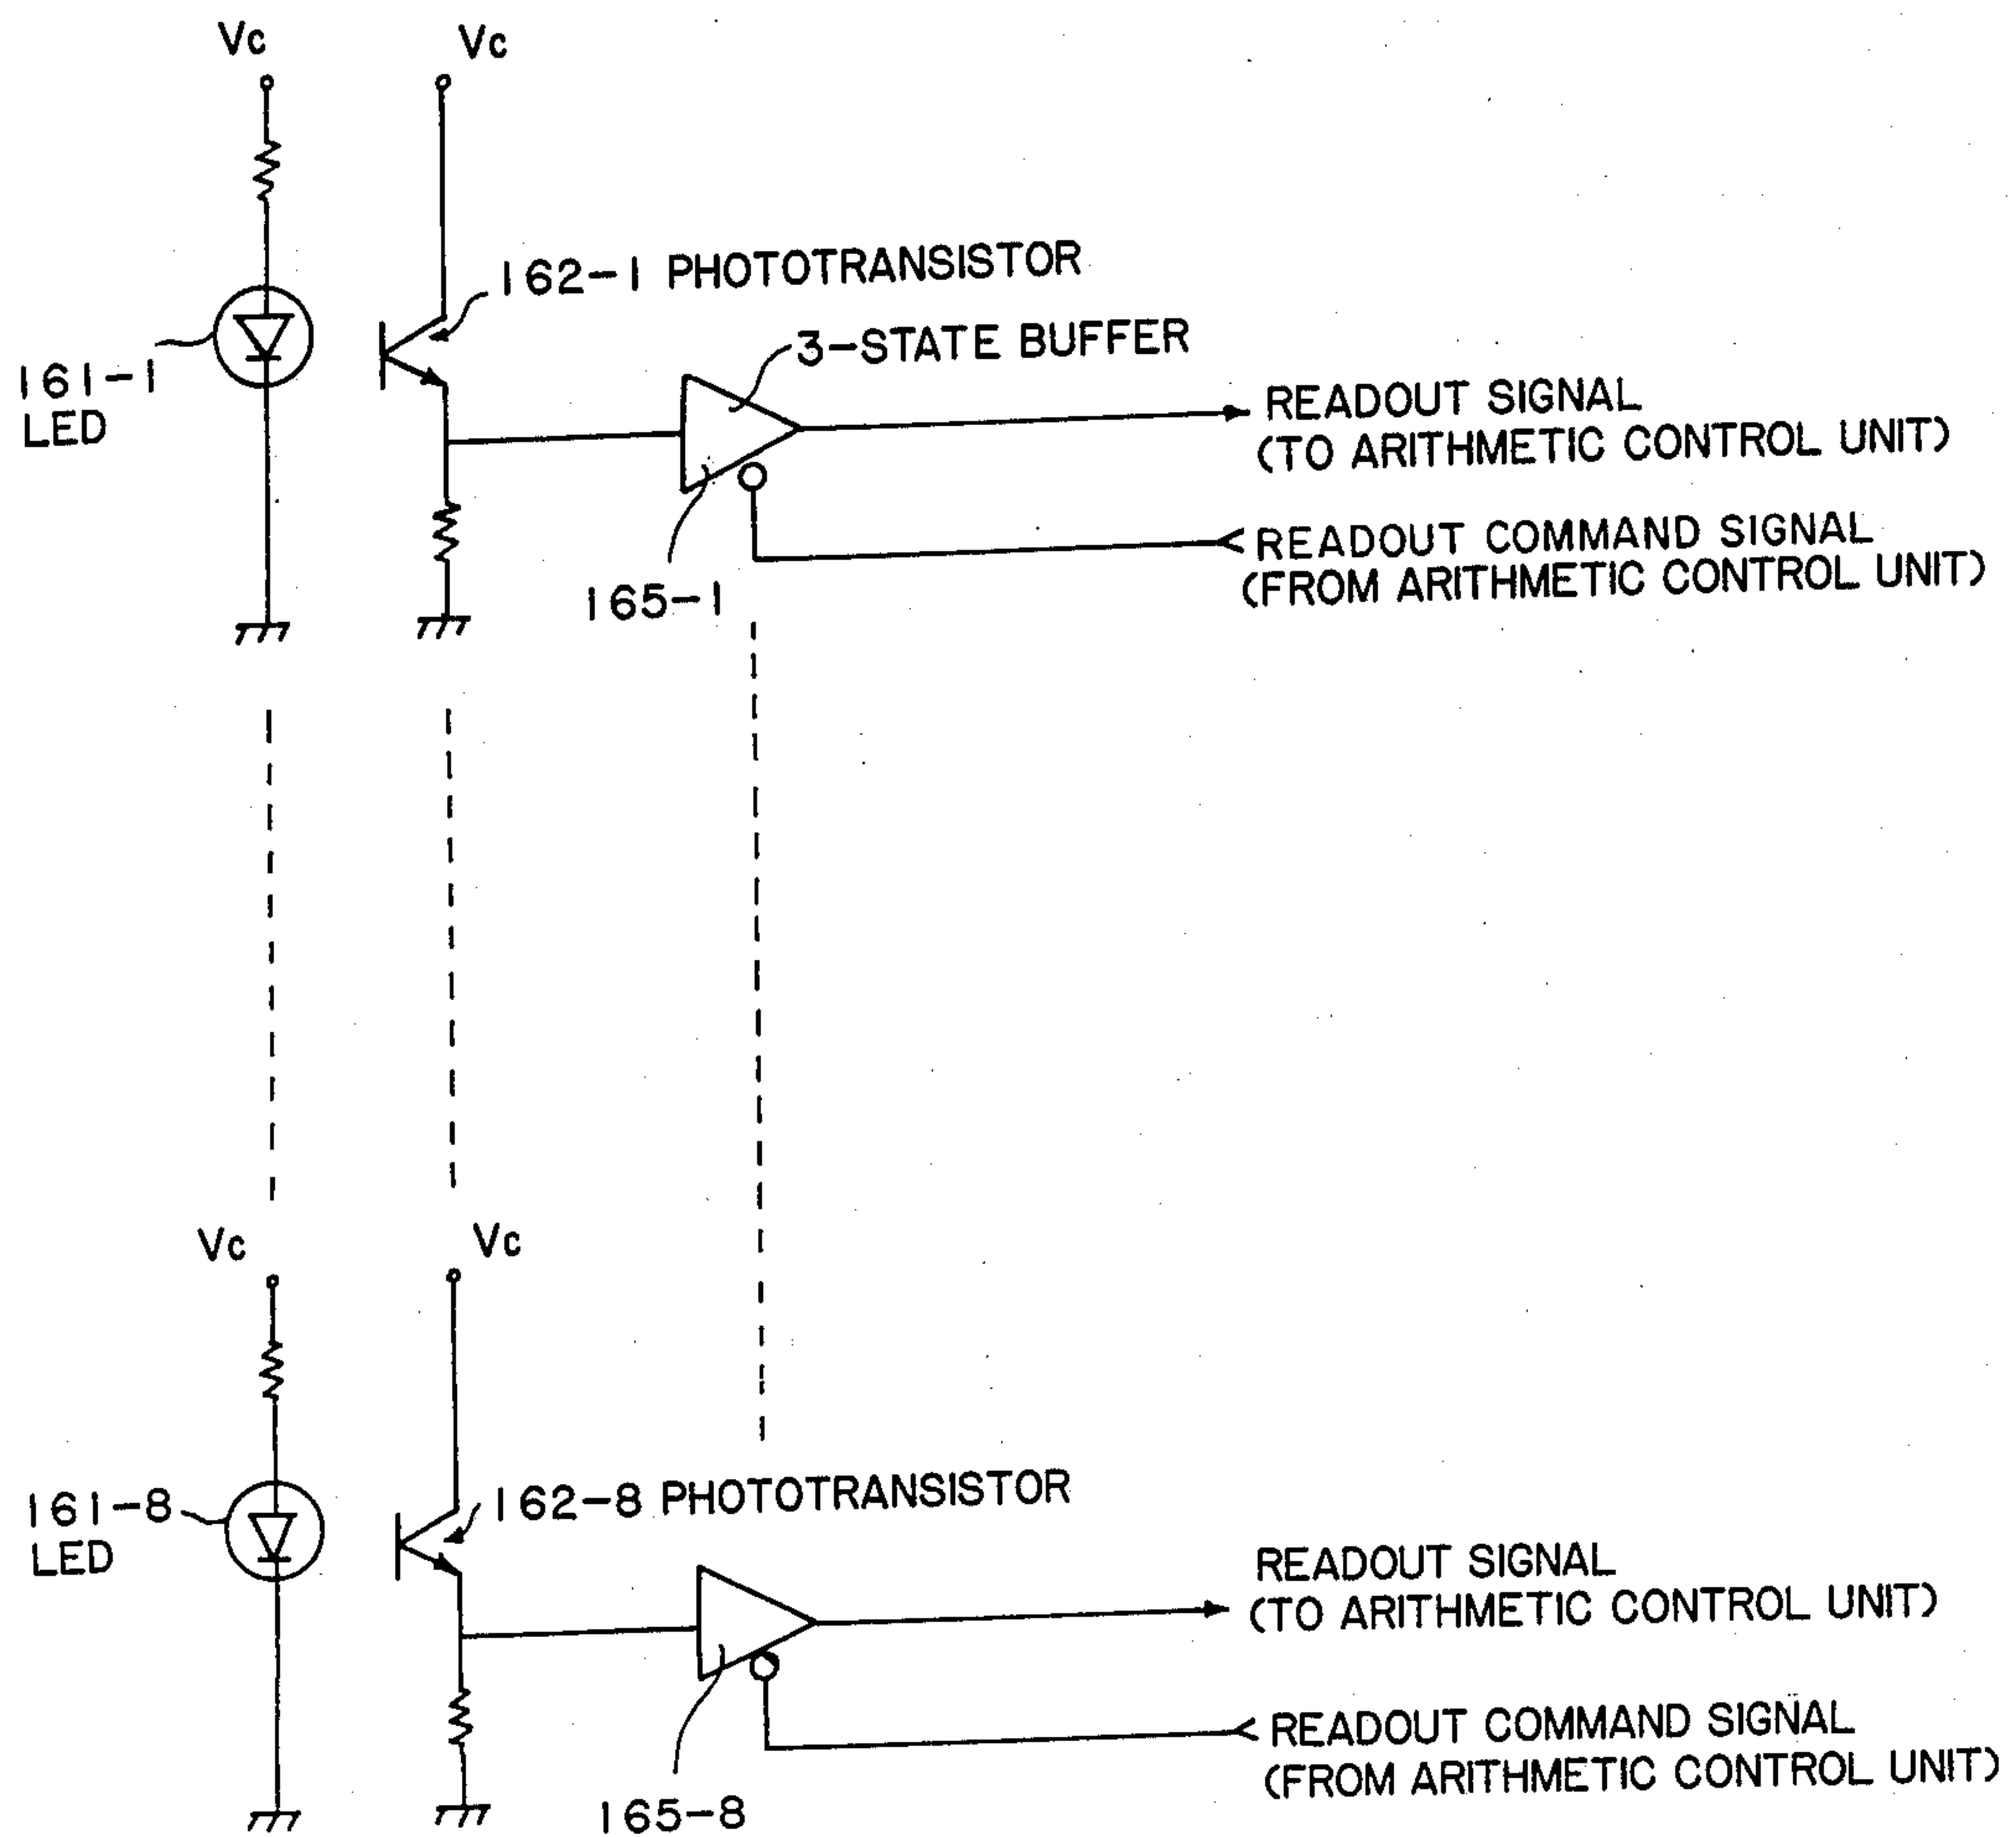 Vc
Vc
162-1 PHOTOTRANSISTOR
3-STATE BUFFER
161-1
LED
READOUT SIGNAL
(TO ARITHMETIC CONTROL UNIT)
READOUT COMMAND SIGNAL
(FROM ARITHMETIC CONTROL UNIT)
165-1
Vc
Vc
162-8 PHOTOTRANSISTOR
161-8
LED
READOUT SIGNAL
(TO ARITHMETIC CONTROL UNIT)
READOUT COMMAND SIGNAL
(FROM ARITHMETIC CONTROL UNIT)
165-8